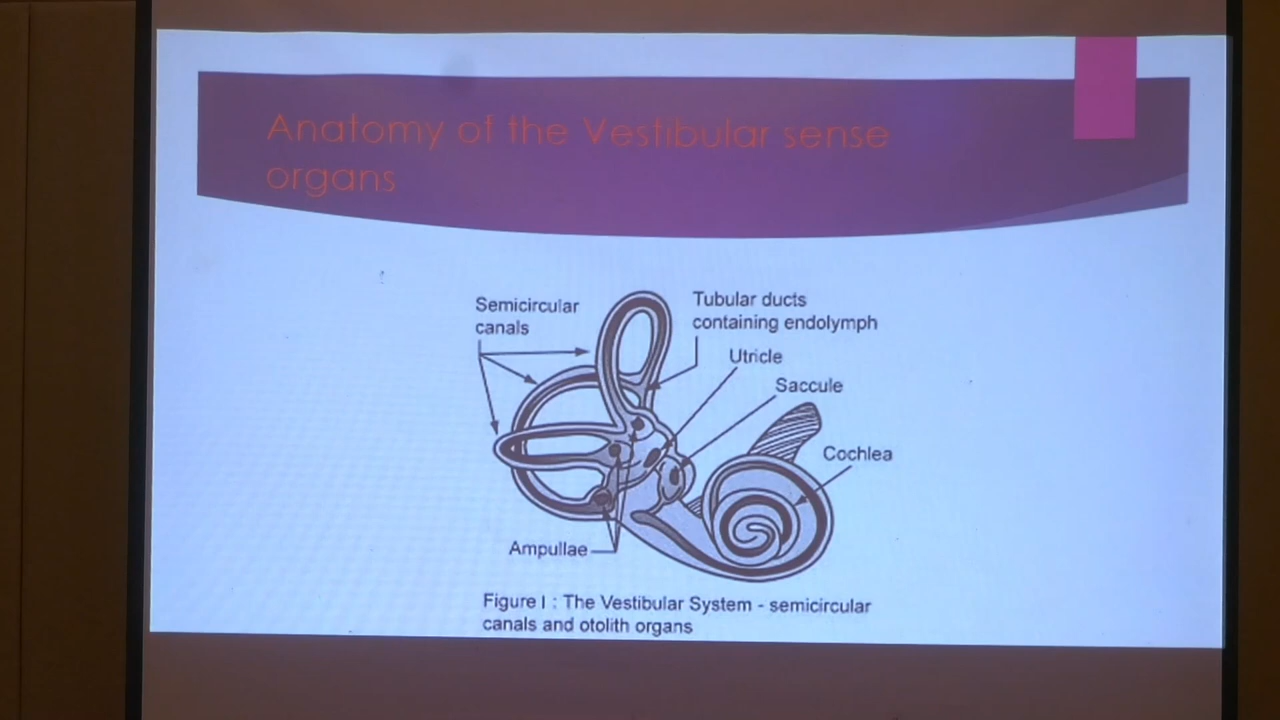 Anatomy of the Vestibular sense
organs
Semicircular
canals
Tubular ducts
containing endolymph
Utricle
Saccule
Cochlea
Ampullae
Figure I : The Vestibular System - semicircular
canals and otolith organs